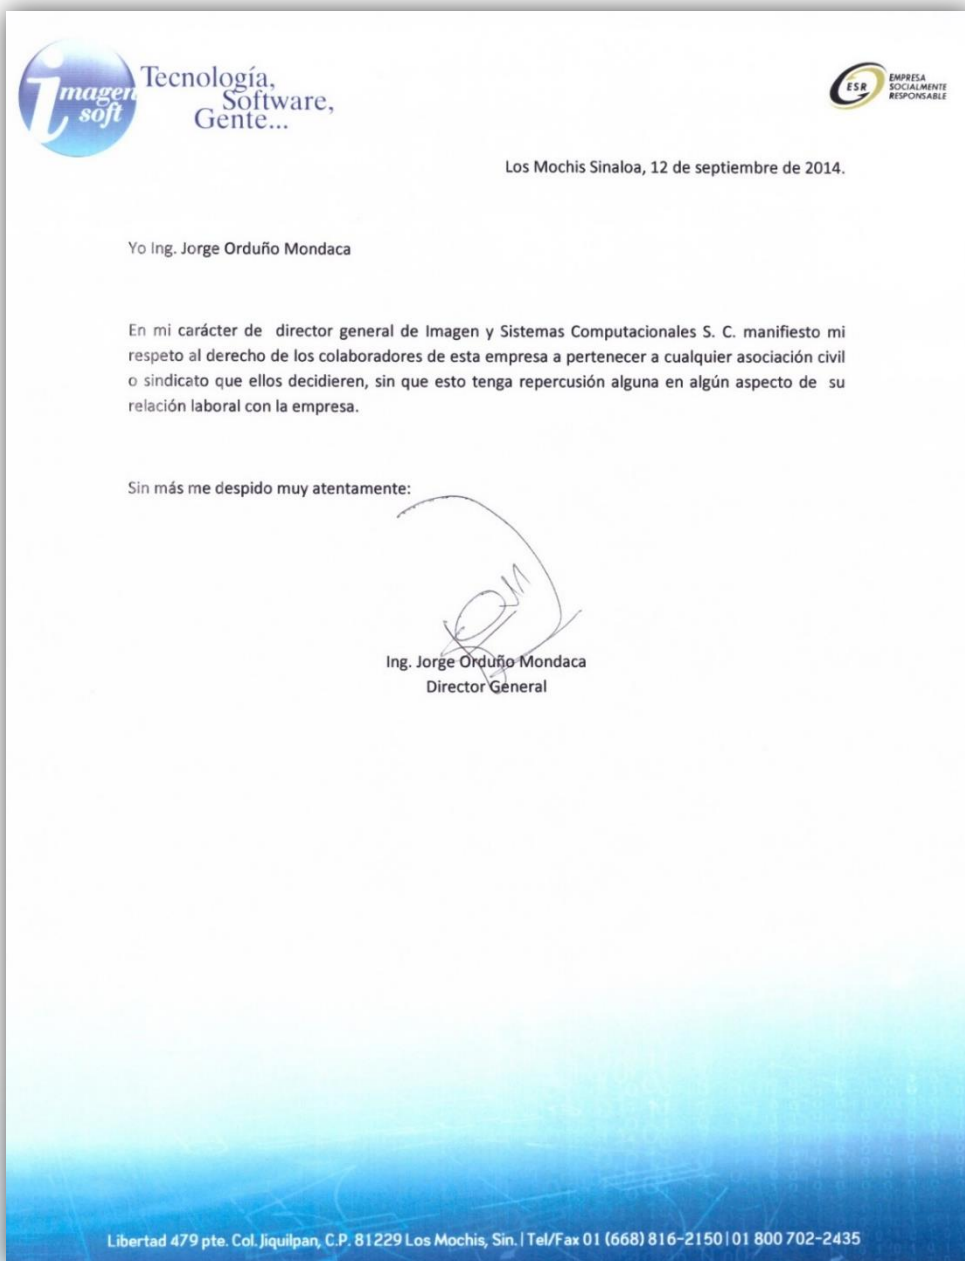 imagen
soft
Tecnología,
Software,
Gente...
ESR
EMPRESA
SOCIALMENTE
RESPONSABLE
Los Mochis Sinaloa, 12 de septiembre de 2014.
Yo Ing. Jorge Orduño Mondaca
En mi carácter de director general de Imagen y Sistemas Computacionales S. C. manifiesto mi
respeto al derecho de los colaboradores de esta empresa a pertenecer a cualquier asociación civil
o sindicato que ellos decidieren, sin que esto tenga repercusión alguna en algún aspecto de su
relación laboral con la empresa.
Sin más me despido muy atentamente:
Ing. Jorge Orduño Mondaca
Director General
Libertad 479 pte. Col. Jiquilpan, C.P. 81229 Los Mochis, Sin. | Tel/Fax 01 (668) 816-2150 | 01 800 702-2435